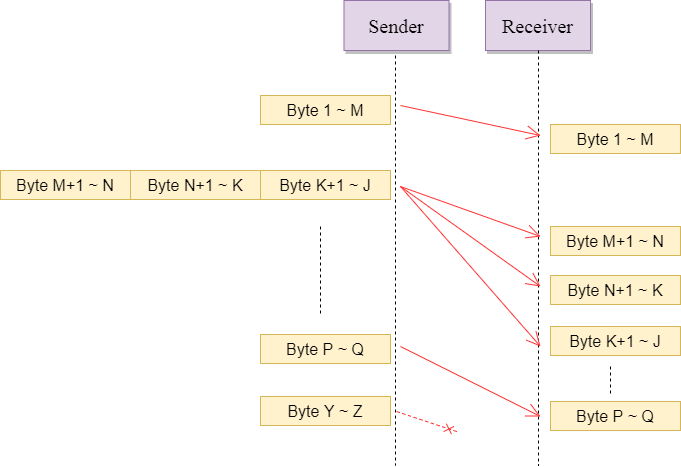 Sender
Receiver
Byte 1 ~ M
Byte 1 ~ M
Byte M+1 ~ N
Byte N+1 ~ K
Byte K+1 ~ J
Byte M+1 ~ N
Byte N+1 ~ K
Byte K+1 ~ J
Byte P ~ Q
Byte Y ~ Z
Byte P ~ Q